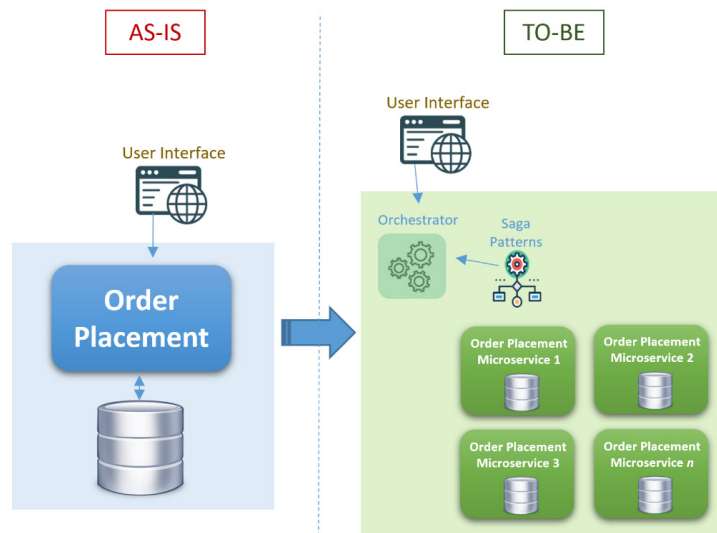 AS-IS
User Interface
Order
Placement
TO-BE
User Interface
Orchestrator
Saga
Patterns
Order Placement
Microservice 1
Order Placement
Microservice 2
Order Placement
Microservice 3
Order Placement
Microservice n